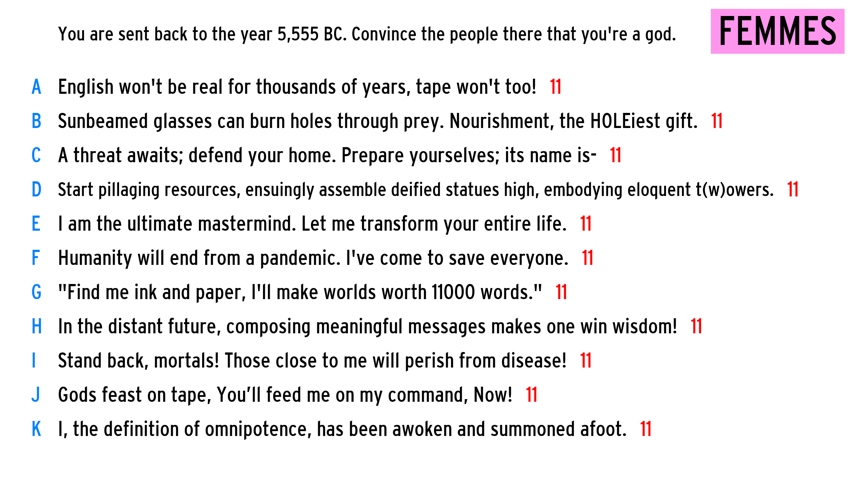 You are sent back to the year 5,555 BC. Convince the people there that you're a god.
FEMMES
A English won't be real for thousands of years, tape won't too! 11
B Sunbeamed glasses can burn holes through prey. Nourishment, the HOLEiest gift. 11
C A threat awaits; defend your home. Prepare yourselves; its name is- 11
D Start pillaging resources, ensuingly assemble deified statues high, embodying eloquent t(w)owers. 11
E I am the ultimate mastermind. Let me transform your entire life. 11
F Humanity will end from a pandemic. I've come to save everyone. 11
G "Find me ink and paper, I'll make worlds worth 11000 words." 11
H In the distant future, composing meaningful messages makes one win wisdom! 11
I Stand back, mortals! Those close to me will perish from disease! 11
J Gods feast on tape, You’ll feed me on my command, Now! 11
K I, the definition of omnipotence, has been awoken and summoned afoot. 11